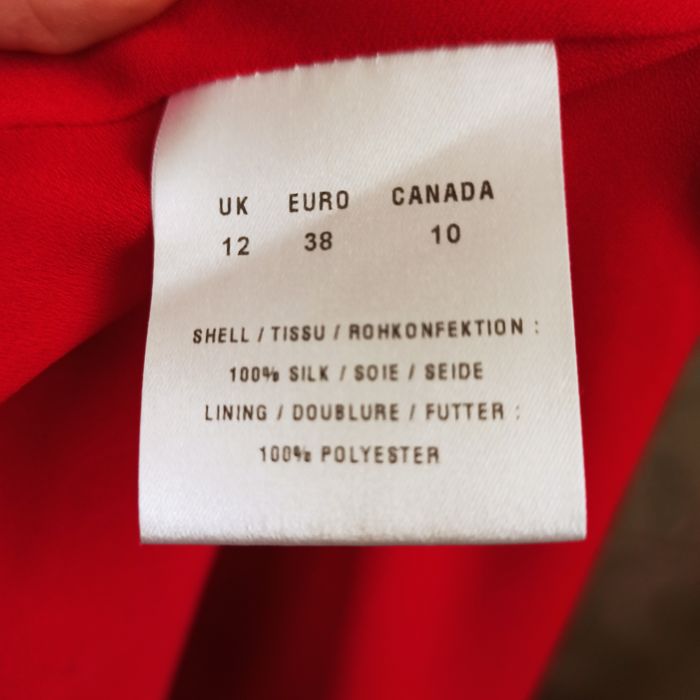 UK EURO CANADA
12 38 10
SHELL / TISSU / ROHKONFEKTION :
100% SILK / SOIE / SEIDE
LINING / DOUBLURE / FUTTER :
100% POLYESTER